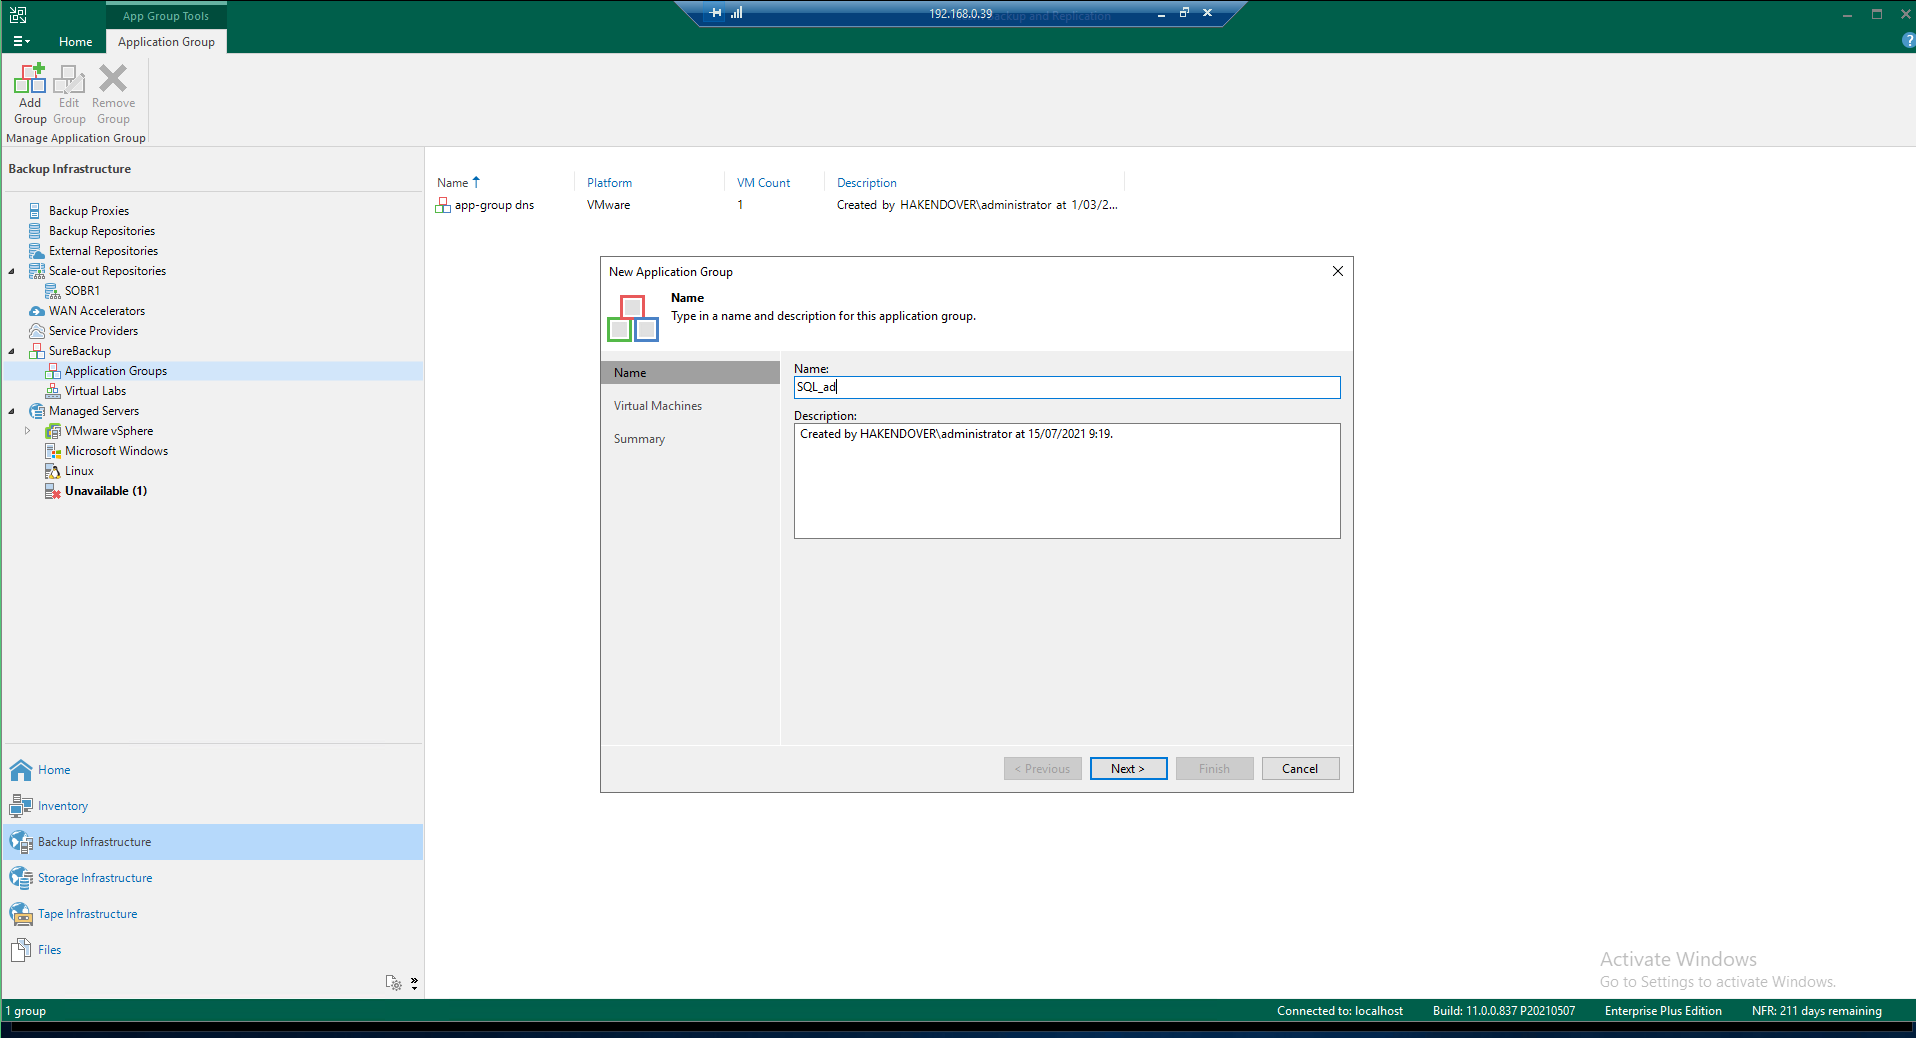 App Group Tools
192.168.0.39
Backup and Replication
Home
Application Group
Add Group
Edit Group
Remove Group
Manage Application Group
Backup Infrastructure
Backup Proxies
Backup Repositories
External Repositories
Scale-out Repositories
SOBR1
WAN Accelerators
Service Providers
SureBackup
Application Groups
Virtual Labs
Managed Servers
VMware vSphere
Microsoft Windows
Linux
Unavailable (1)
Home
Inventory
Backup Infrastructure
Storage Infrastructure
Tape Infrastructure
Files
Name Platform VM Count Description
app-group dns VMware 1 Created by HAKENDOVER\administrator at 1/03/2...
New Application Group
Name
Type in a name and description for this application group.
Name
Virtual Machines
Summary
Name:
SQL_ad
Description:
Created by HAKENDOVER\administrator at 15/07/2021 9:19.
< Previous
Next >
Finish
Cancel
Activate Windows
Go to Settings to activate Windows.
1 group
Connected to: localhost
Build: 11.0.0.837 P20210507
Enterprise Plus Edition
NFR: 211 days remaining